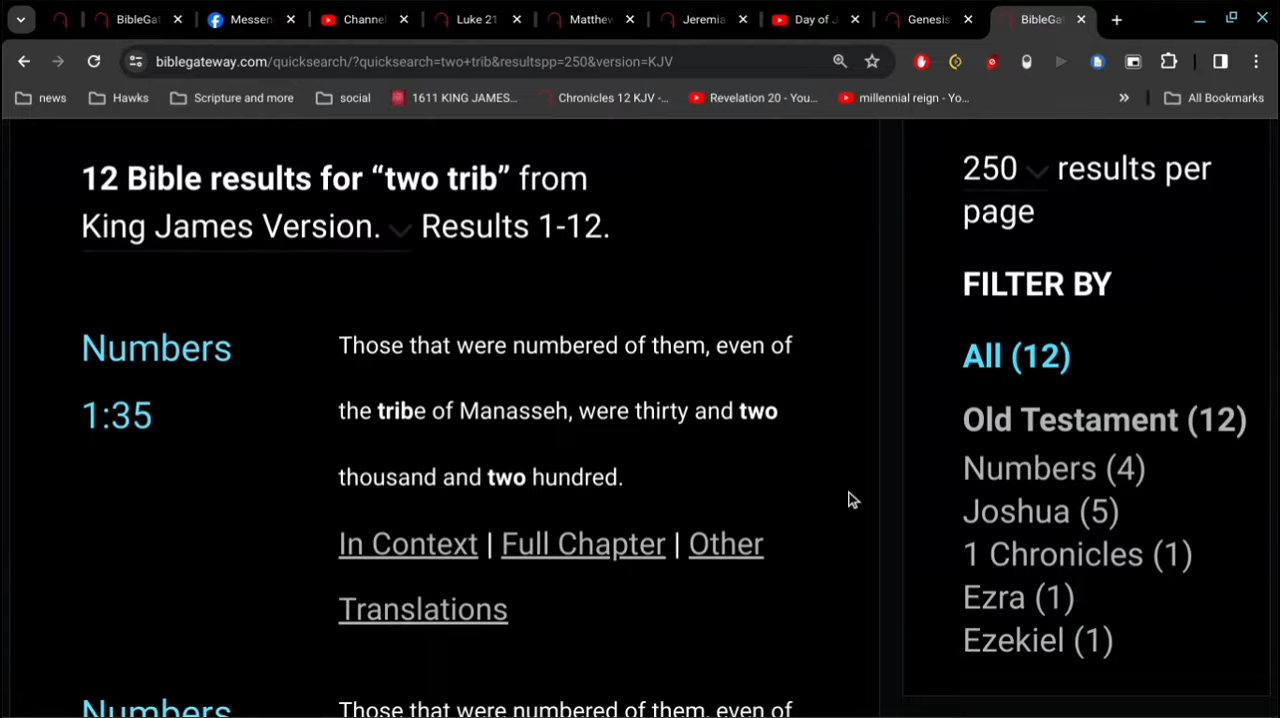 BibleGat
Messen
Channel
Luke 21
Matthew
Jeremia
Day of J
Genesis
BibleGat
biblegateway.com/quicksearch/?quicksearch=two+trib&resultspp=250&version=KJV
news
Hawks
Scripture and more
social
1611 KING JAMES...
Chronicles 12 KJV -...
Revelation 20 - You...
millennial reign - Yo...
»
All Bookmarks
12 Bible results for “two trib” from
King James Version. Results 1-12.
250 results per
page
FILTER BY
All (12)
Old Testament (12)
Numbers (4)
Joshua (5)
1 Chronicles (1)
Ezra (1)
Ezekiel (1)
Numbers
1:35
Those that were numbered of them, even of
the tribe of Manasseh, were thirty and two
thousand and two hundred.
In Context | Full Chapter | Other
Translations
Numbers
Those that were numbered of them, even of